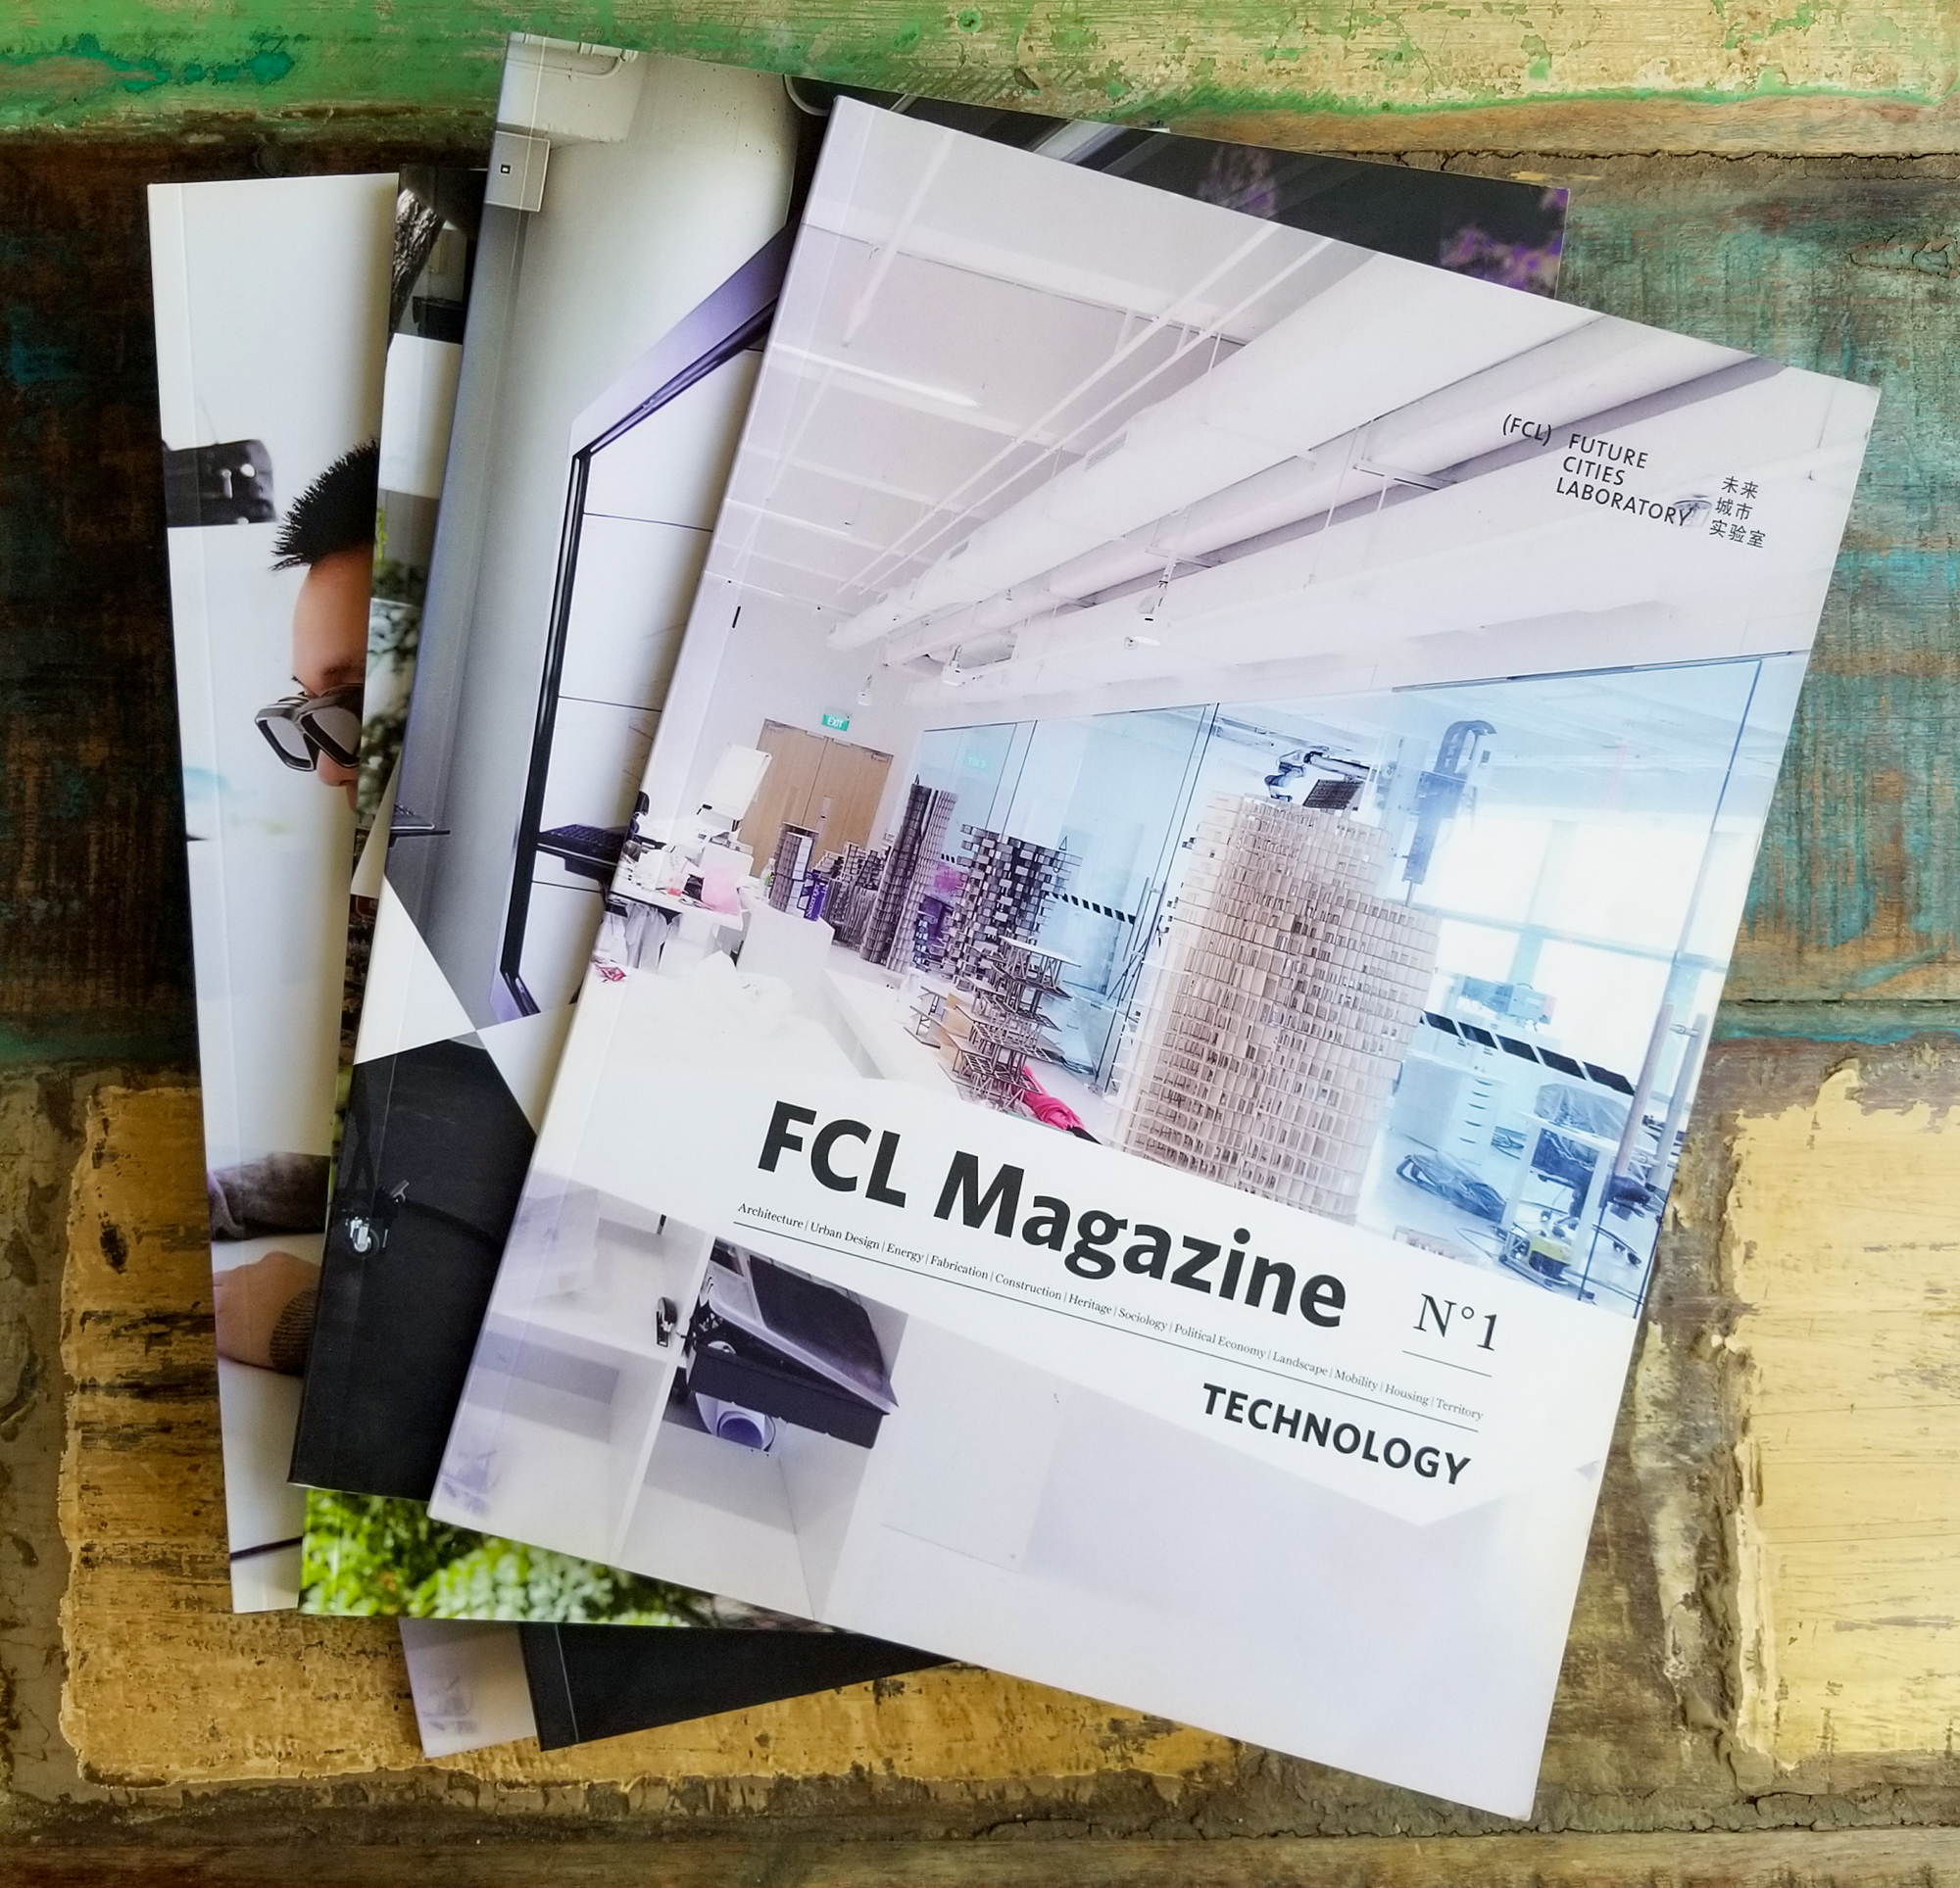 (FCL) FUTURE
CITIES
LABORATORY
未来
城市
实验室
EXIT
FCL Magazine N°1
Architecture | Urban Design | Energy | Fabrication | Construction | Heritage | Sociology | Political Economy | Landscape | Mobility | Housing | Territory
TECHNOLOGY